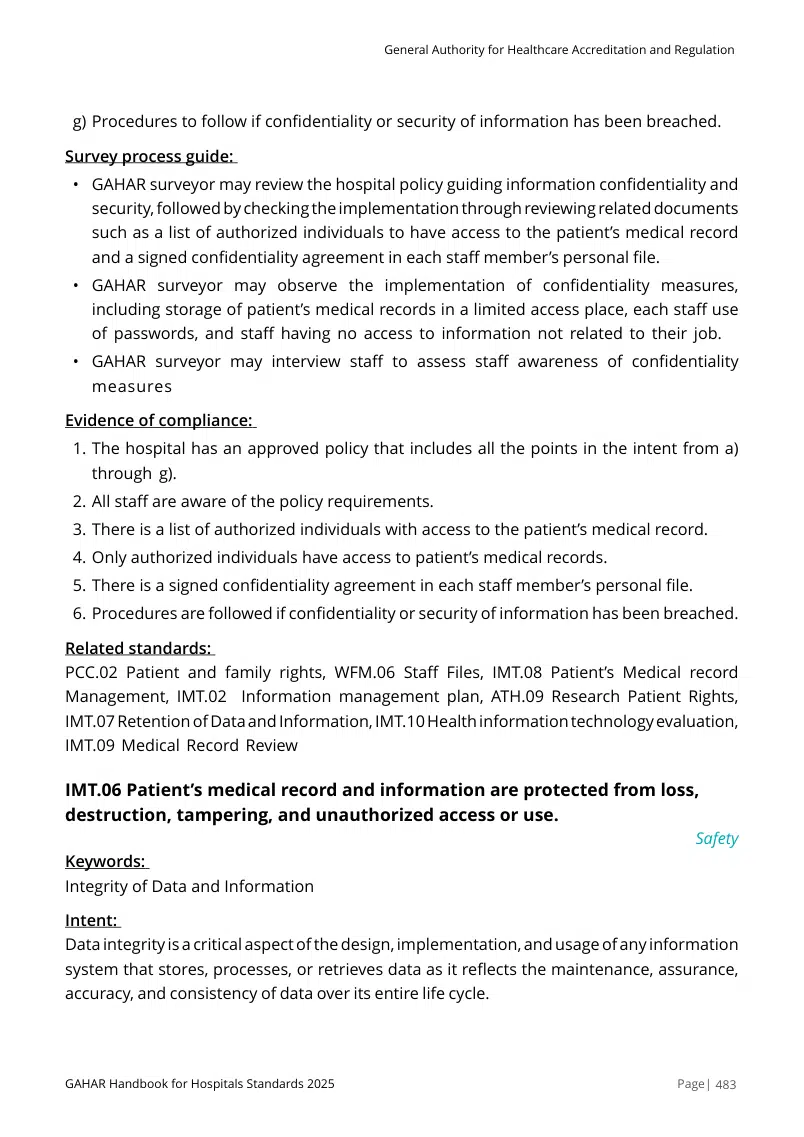 General Authority for Healthcare Accreditation and Regulation
g) Procedures to follow if confidentiality or security of information has been breached.
Survey process guide:
• GAHAR surveyor may review the hospital policy guiding information confidentiality and
security, followed by checking the implementation through reviewing related documents
such as a list of authorized individuals to have access to the patient’s medical record
and a signed confidentiality agreement in each staff member’s personal file.
• GAHAR surveyor may observe the implementation of confidentiality measures,
including storage of patient’s medical records in a limited access place, each staff use
of passwords, and staff having no access to information not related to their job.
• GAHAR surveyor may interview staff to assess staff awareness of confidentiality
measures
Evidence of compliance:
1. The hospital has an approved policy that includes all the points in the intent from a)
through g).
2. All staff are aware of the policy requirements.
3. There is a list of authorized individuals with access to the patient’s medical record.
4. Only authorized individuals have access to patient’s medical records.
5. There is a signed confidentiality agreement in each staff member’s personal file.
6. Procedures are followed if confidentiality or security of information has been breached.
Related standards:
PCC.02 Patient and family rights, WFM.06 Staff Files, IMT.08 Patient’s Medical record
Management, IMT.02 Information management plan, ATH.09 Research Patient Rights,
IMT.07 Retention of Data and Information, IMT.10 Health information technology evaluation,
IMT.09 Medical Record Review
IMT.06 Patient’s medical record and information are protected from loss,
destruction, tampering, and unauthorized access or use.
Safety
Keywords:
Integrity of Data and Information
Intent:
Data integrity is a critical aspect of the design, implementation, and usage of any information
system that stores, processes, or retrieves data as it reflects the maintenance, assurance,
accuracy, and consistency of data over its entire life cycle.
GAHAR Handbook for Hospitals Standards 2025
Page| 483